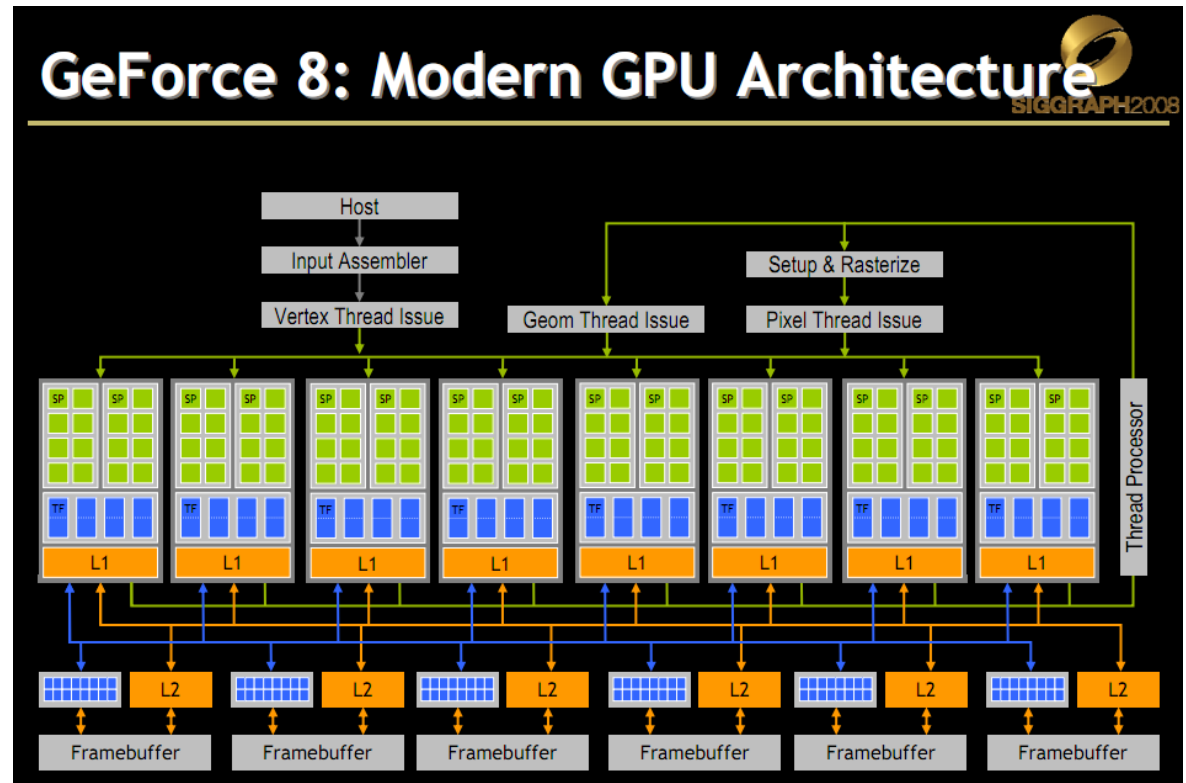 GeForce 8: Modern GPU Architecture
SIGGRAPH2008
Host
Input Assembler
Setup & Rasterize
Vertex Thread Issue
Geom Thread Issue
Pixel Thread Issue
SP SP SP SP SP SP SP SP SP SP SP SP SP SP SP SP
Thread Processor
TF TF TF TF TF TF TF TF
L1 L1 L1 L1 L1 L1 L1 L1
L2 L2 L2 L2 L2 L2
Framebuffer Framebuffer Framebuffer Framebuffer Framebuffer Framebuffer